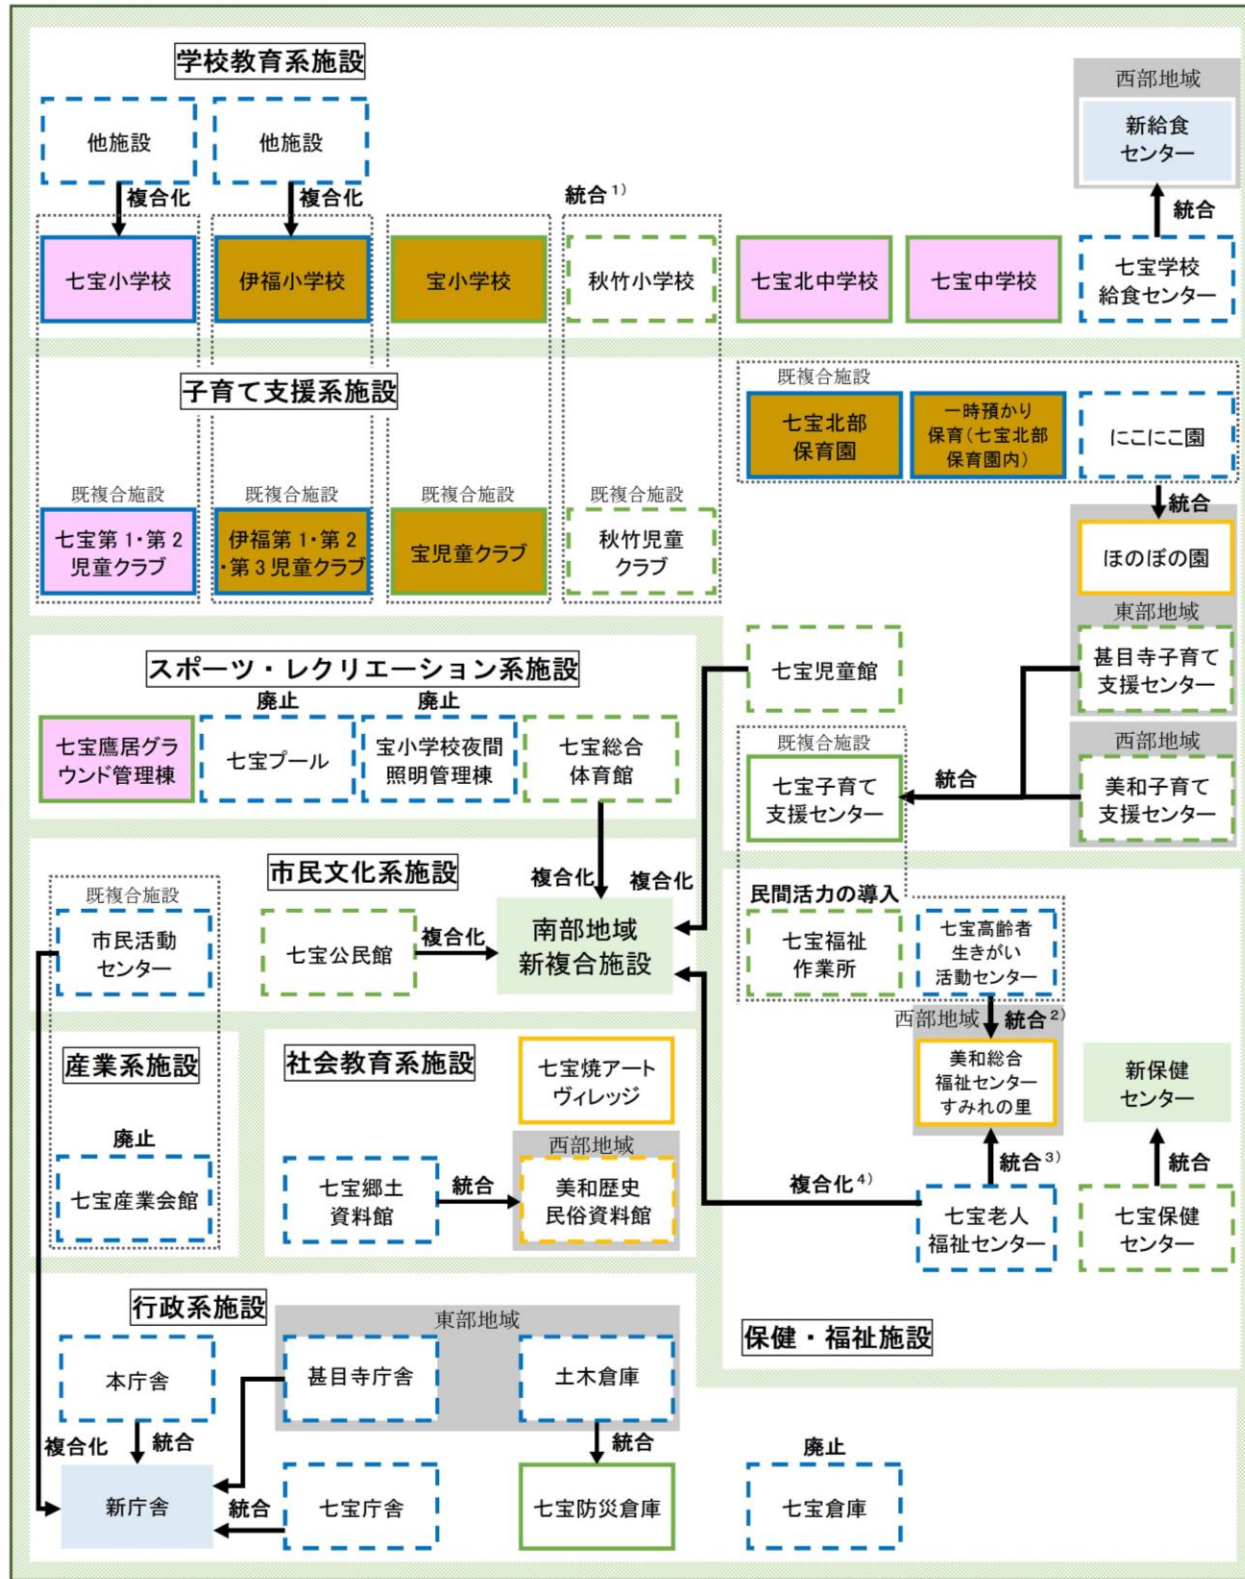 学校教育系施設
西部地域
他施設
他施設
新給食
センター
複合化
複合化
統合¹⁾
統合
七宝小学校
伊福小学校
宝小学校
秋竹小学校
七宝北中学校
七宝中学校
七宝学校
給食センター
子育て支援系施設
既複合施設
七宝北部
保育園
一時預かり
保育(七宝北部
保育園内)
にこにこ園
統合
既複合施設
既複合施設
既複合施設
既複合施設
七宝第1・第2
児童クラブ
伊福第1・第2
・第3児童クラブ
宝児童クラブ
秋竹児童
クラブ
ほのぼの園
東部地域
甚目寺子育て
支援センター
七宝児童館
西部地域
既複合施設
七宝子育て
支援センター
統合
美和子育て
支援センター
スポーツ・レクリエーション系施設
廃止
廃止
七宝鷹居グラ
ウンド管理棟
七宝プール
宝小学校夜間
照明管理棟
七宝総合
体育館
市民文化系施設
複合化
複合化
既複合施設
市民活動
センター
七宝公民館
複合化
南部地域
新複合施設
民間活力の導入
七宝福祉
作業所
七宝高齢者
生きがい
活動センター
西部地域
統合²⁾
産業系施設
社会教育系施設
七宝焼アート
ヴィレッジ
美和総合
福祉センター
すみれの里
新保健
センター
廃止
七宝産業会館
西部地域
七宝郷土
資料館
統合
美和歴史
民俗資料館
複合化⁴⁾
統合³⁾
統合
七宝老人
福祉センター
七宝保健
センター
行政系施設
東部地域
保健・福祉施設
本庁舎
甚目寺庁舎
土木倉庫
複合化
統合
統合
廃止
新庁舎
統合
七宝庁舎
七宝防災倉庫
七宝倉庫